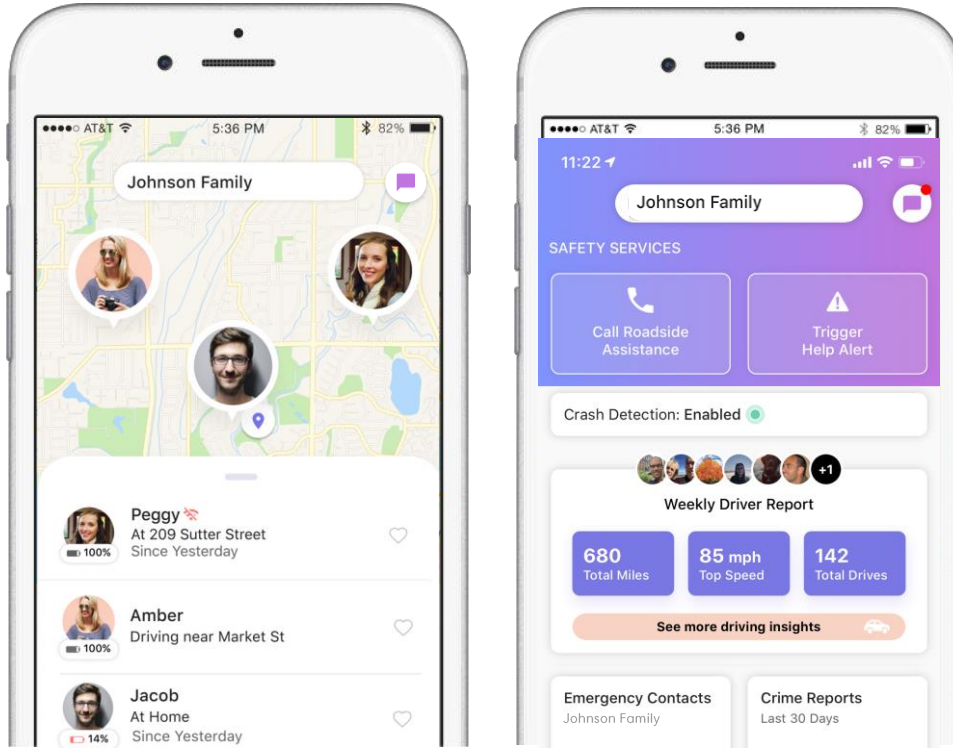 AT&T 5:36 PM 82%
Johnson Family
Peggy
At 209 Sutter Street
Since Yesterday
100%
Amber
Driving near Market St
100%
Jacob
At Home
Since Yesterday
14%
AT&T 5:36 PM 82%
11:22
Johnson Family
SAFETY SERVICES
Call Roadside
Assistance
Trigger
Help Alert
Crash Detection: Enabled
+1
Weekly Driver Report
680
Total Miles
85 mph
Top Speed
142
Total Drives
See more driving insights
Emergency Contacts
Johnson Family
Crime Reports
Last 30 Days